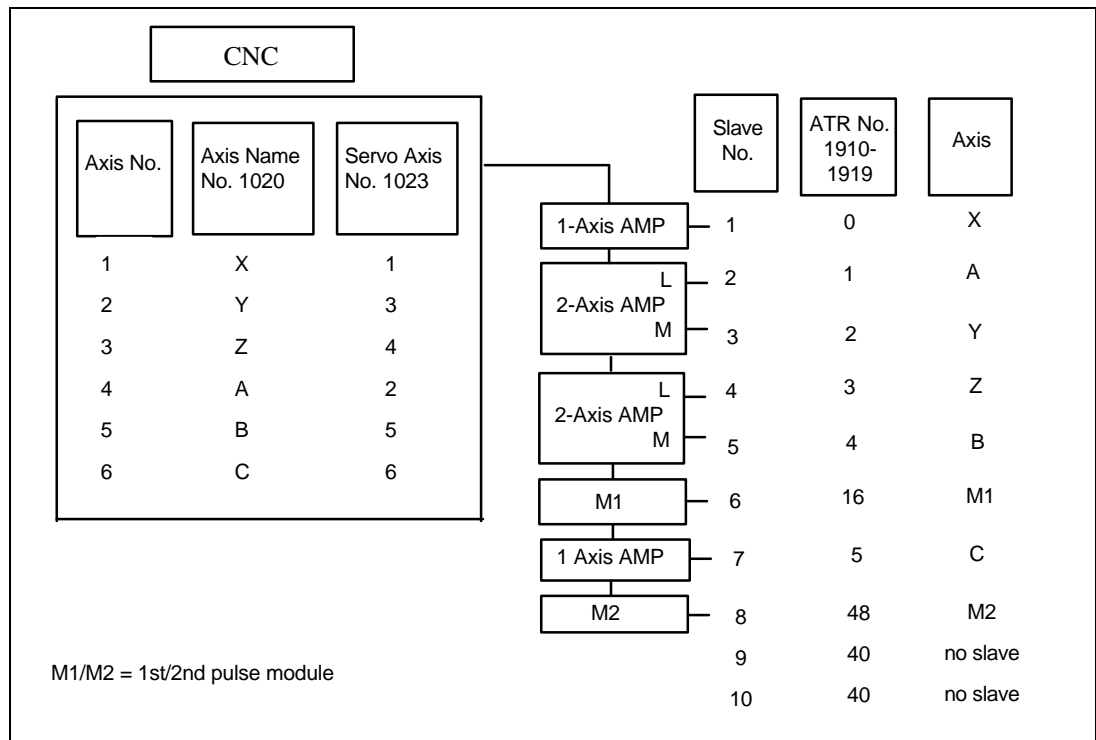 CNC
Axis No.
Axis Name
No. 1020
Servo Axis
No. 1023
1 X 1
2 Y 3
3 Z 4
4 A 2
5 B 5
6 C 6
M1/M2 = 1st/2nd pulse module
Slave
No.
ATR No.
1910-
1919
Axis
1-Axis AMP 1 0 X
L 2 1 A
2-Axis AMP
M 3 2 Y
L 4 3 Z
2-Axis AMP
M 5 4 B
M1 6 16 M1
1 Axis AMP 7 5 C
M2 8 48 M2
9 40 no slave
10 40 no slave